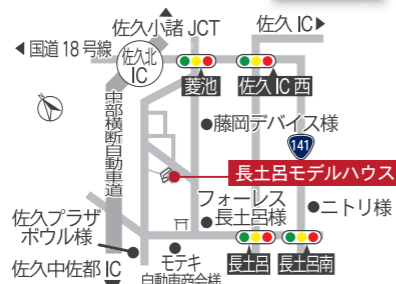 佐久小諸 JCT
佐久 IC▶
◀国道 18 号線
佐久北
IC
菱池
佐久 IC 西
中部横断自動車道
●藤岡デバイス様
141
長土呂モデルハウス
フォーレス
●長土呂様
●ニトリ様
佐久プラザ
ボウル様
モテキ
自動車商会様
長土呂
長土呂南
佐久中佐都 IC